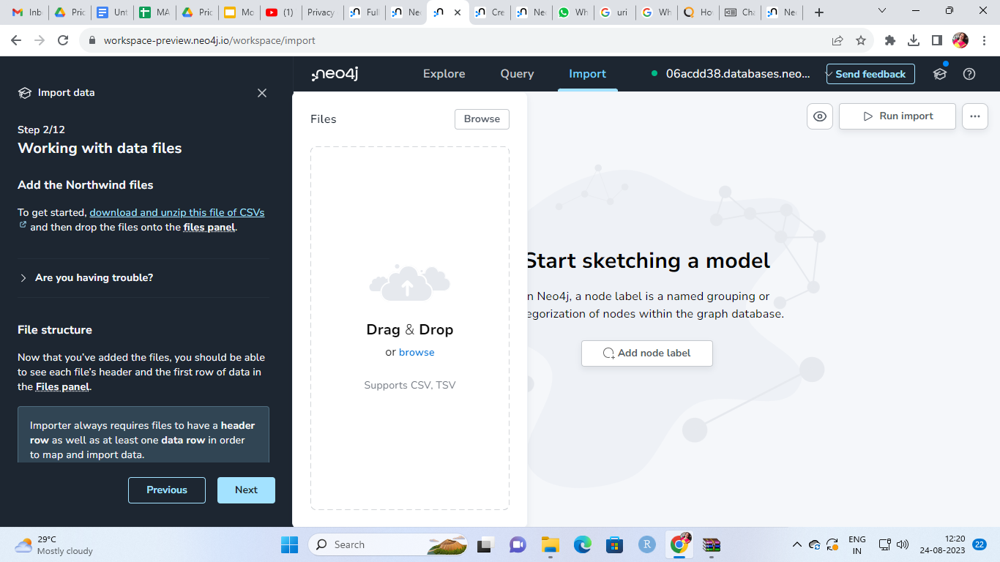 Inb
Pric
Unt
MA
Pric
Mo
(1)
Privacy
Full
Neo
Cre
Neo
Wh
uri
Wh
Hov
Cha
Neo
workspace-preview.neo4j.io/workspace/import
Import data
Step 2/12
Working with data files
Add the Northwind files
To get started, download and unzip this file of CSVs
and then drop the files onto the files panel.
Are you having trouble?
File structure
Now that you've added the files, you should be able
to see each file's header and the first row of data in
the Files panel.
Importer always requires files to have a header
row as well as at least one data row in order
to map and import data.
Previous
Next
neo4j
Explore
Query
Import
06acdd38.databases.neo...
Send feedback
Files
Browse
Drag & Drop
or browse
Supports CSV, TSV
Run import
Start sketching a model
n Neo4j, a node label is a named grouping or
egorization of nodes within the graph database.
Add node label
29°C
Mostly cloudy
Search
R
ENG
IN
12:20
24-08-2023
22